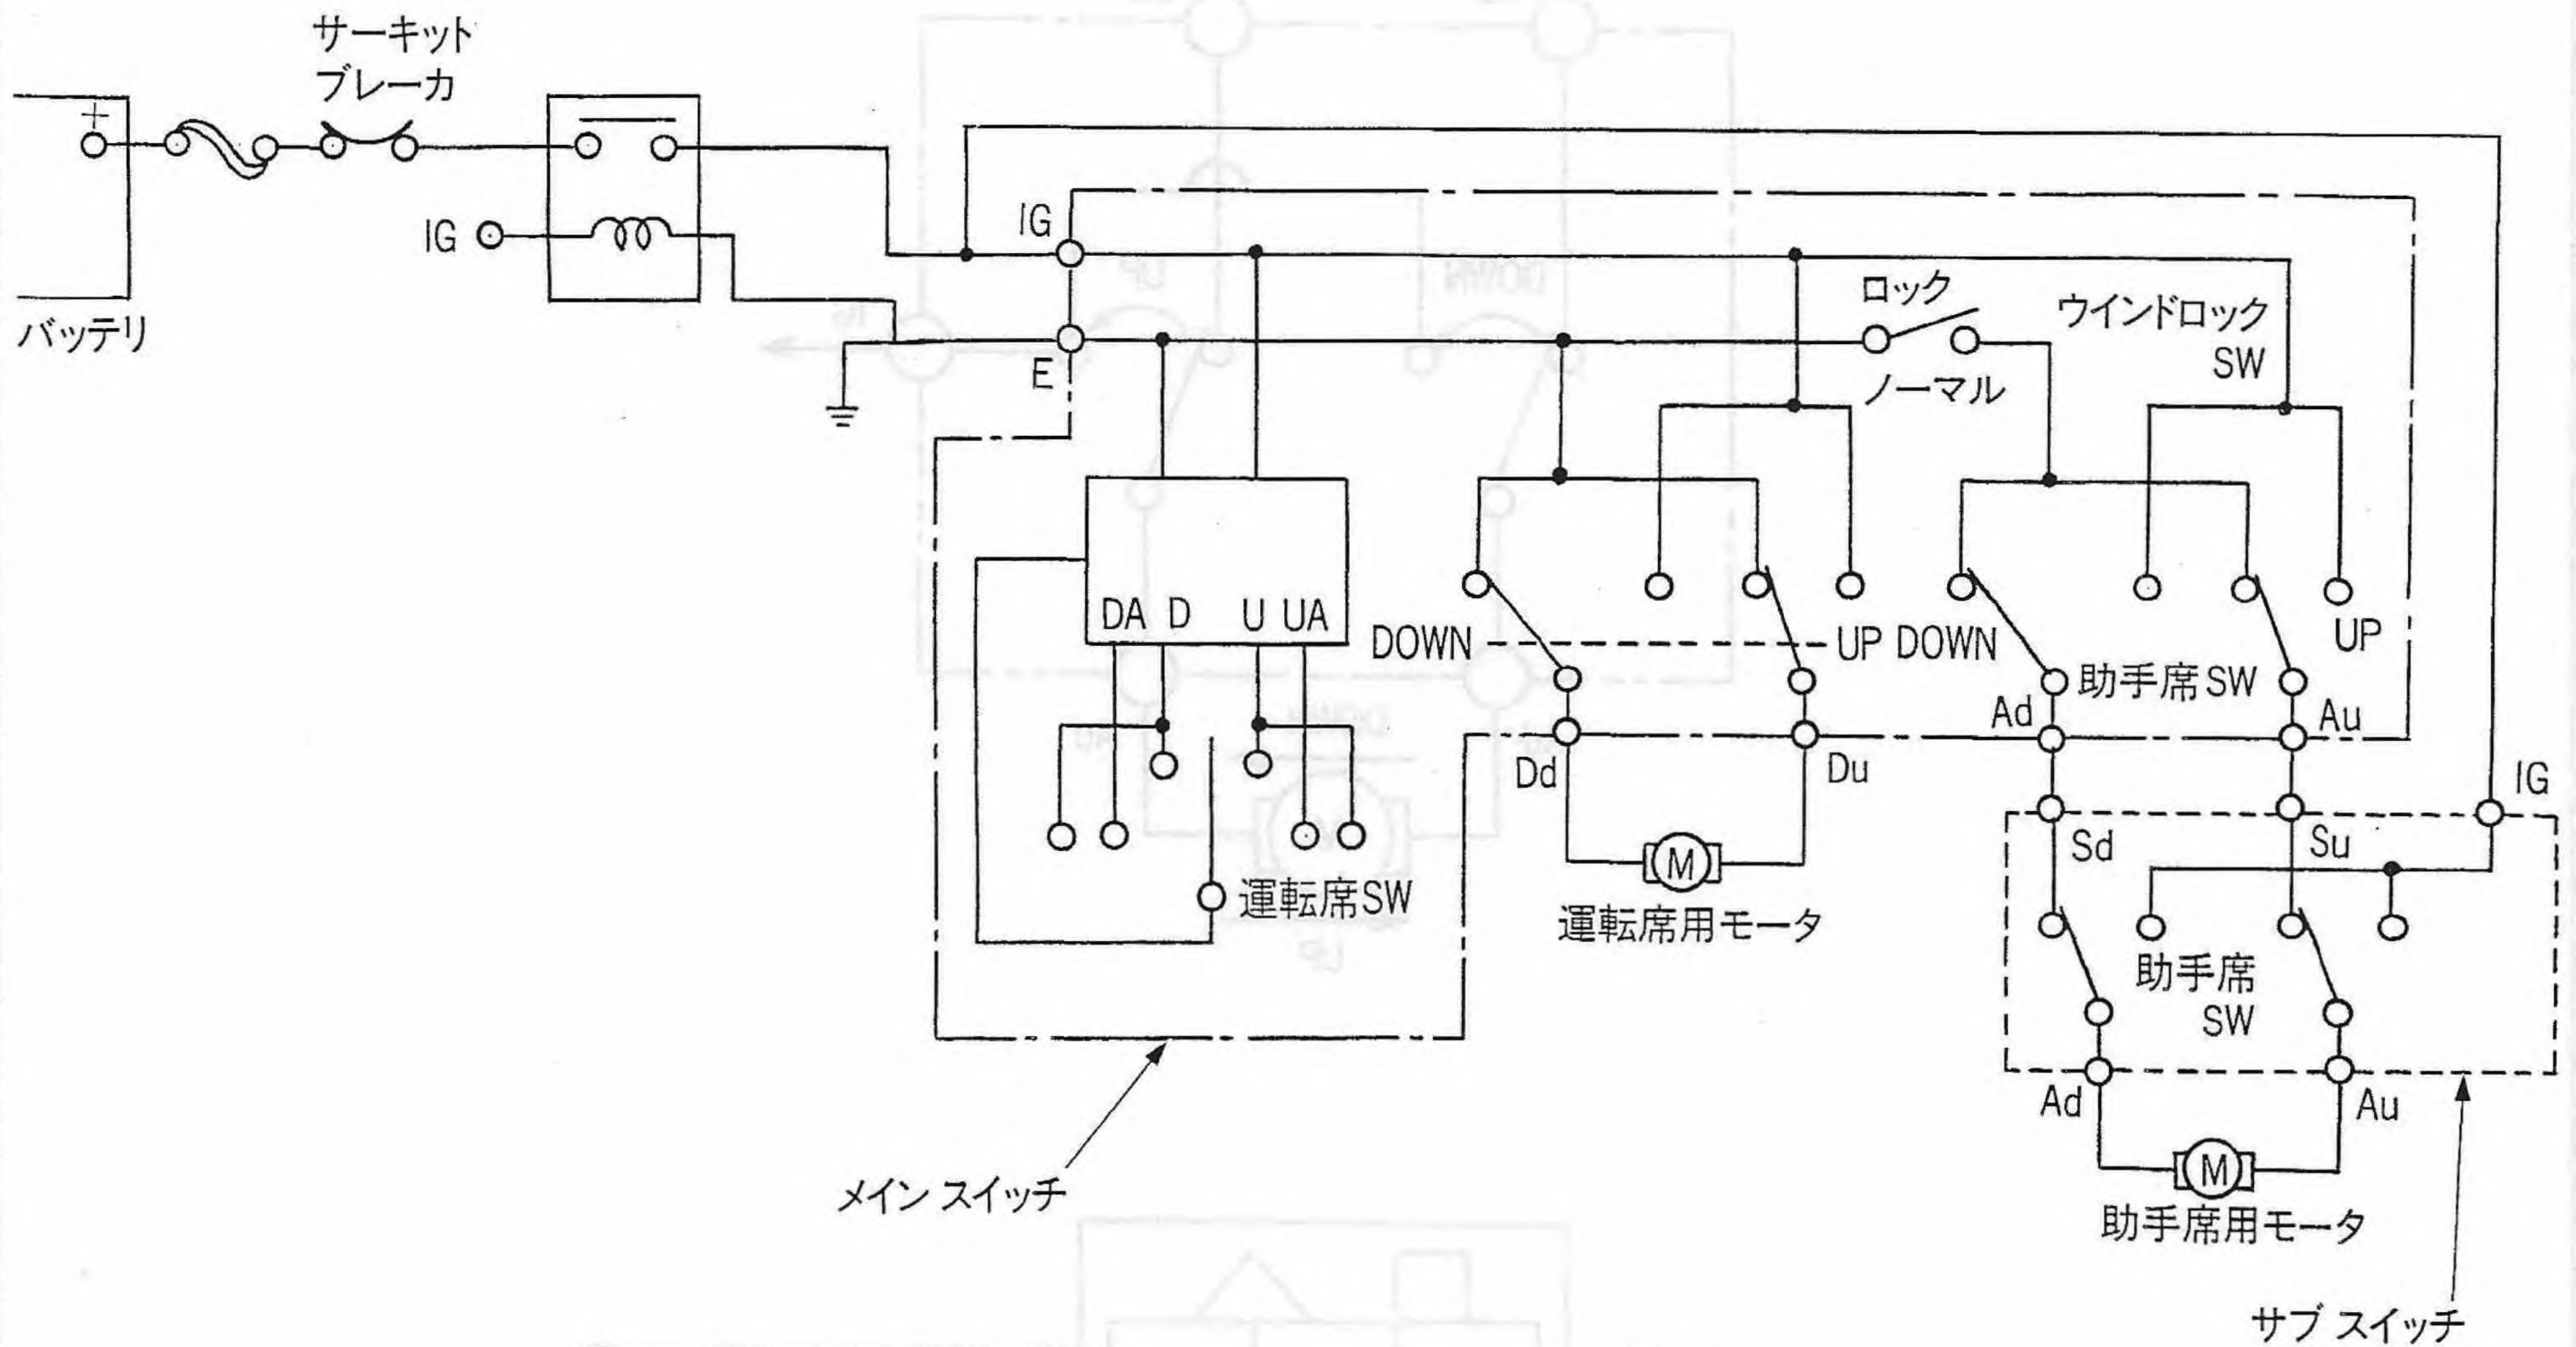 サーキット
ブレーカ
+
バッテリ
IG
IG
E
ロック
ノーマル
ウインドロック
SW
DA D U UA
DOWN
UP
DOWN
UP
助手席SW
Ad
Au
Dd
Du
運転席SW
M
運転席用モータ
IG
Sd
Su
助手席
SW
Ad
Au
M
助手席用モータ
メイン スイッチ
サブ スイッチ